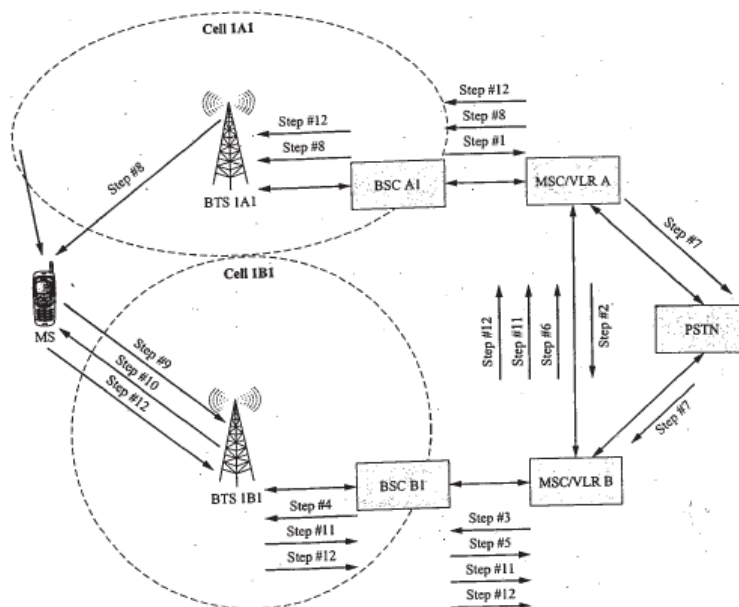 Cell 1A1
Step #12
Step #8
Step #12
Step #8
Step #1
Step #8
BTS 1A1
BSC A1
MSC/VLR A
Step #7
Cell 1B1
MS
Step #9
Step #10
Step #12
Step #12
Step #11
Step #6
Step #2
PSTN
Step #7
BTS 1B1
BSC B1
MSC/VLR B
Step #4
Step #11
Step #12
Step #3
Step #5
Step #11
Step #12